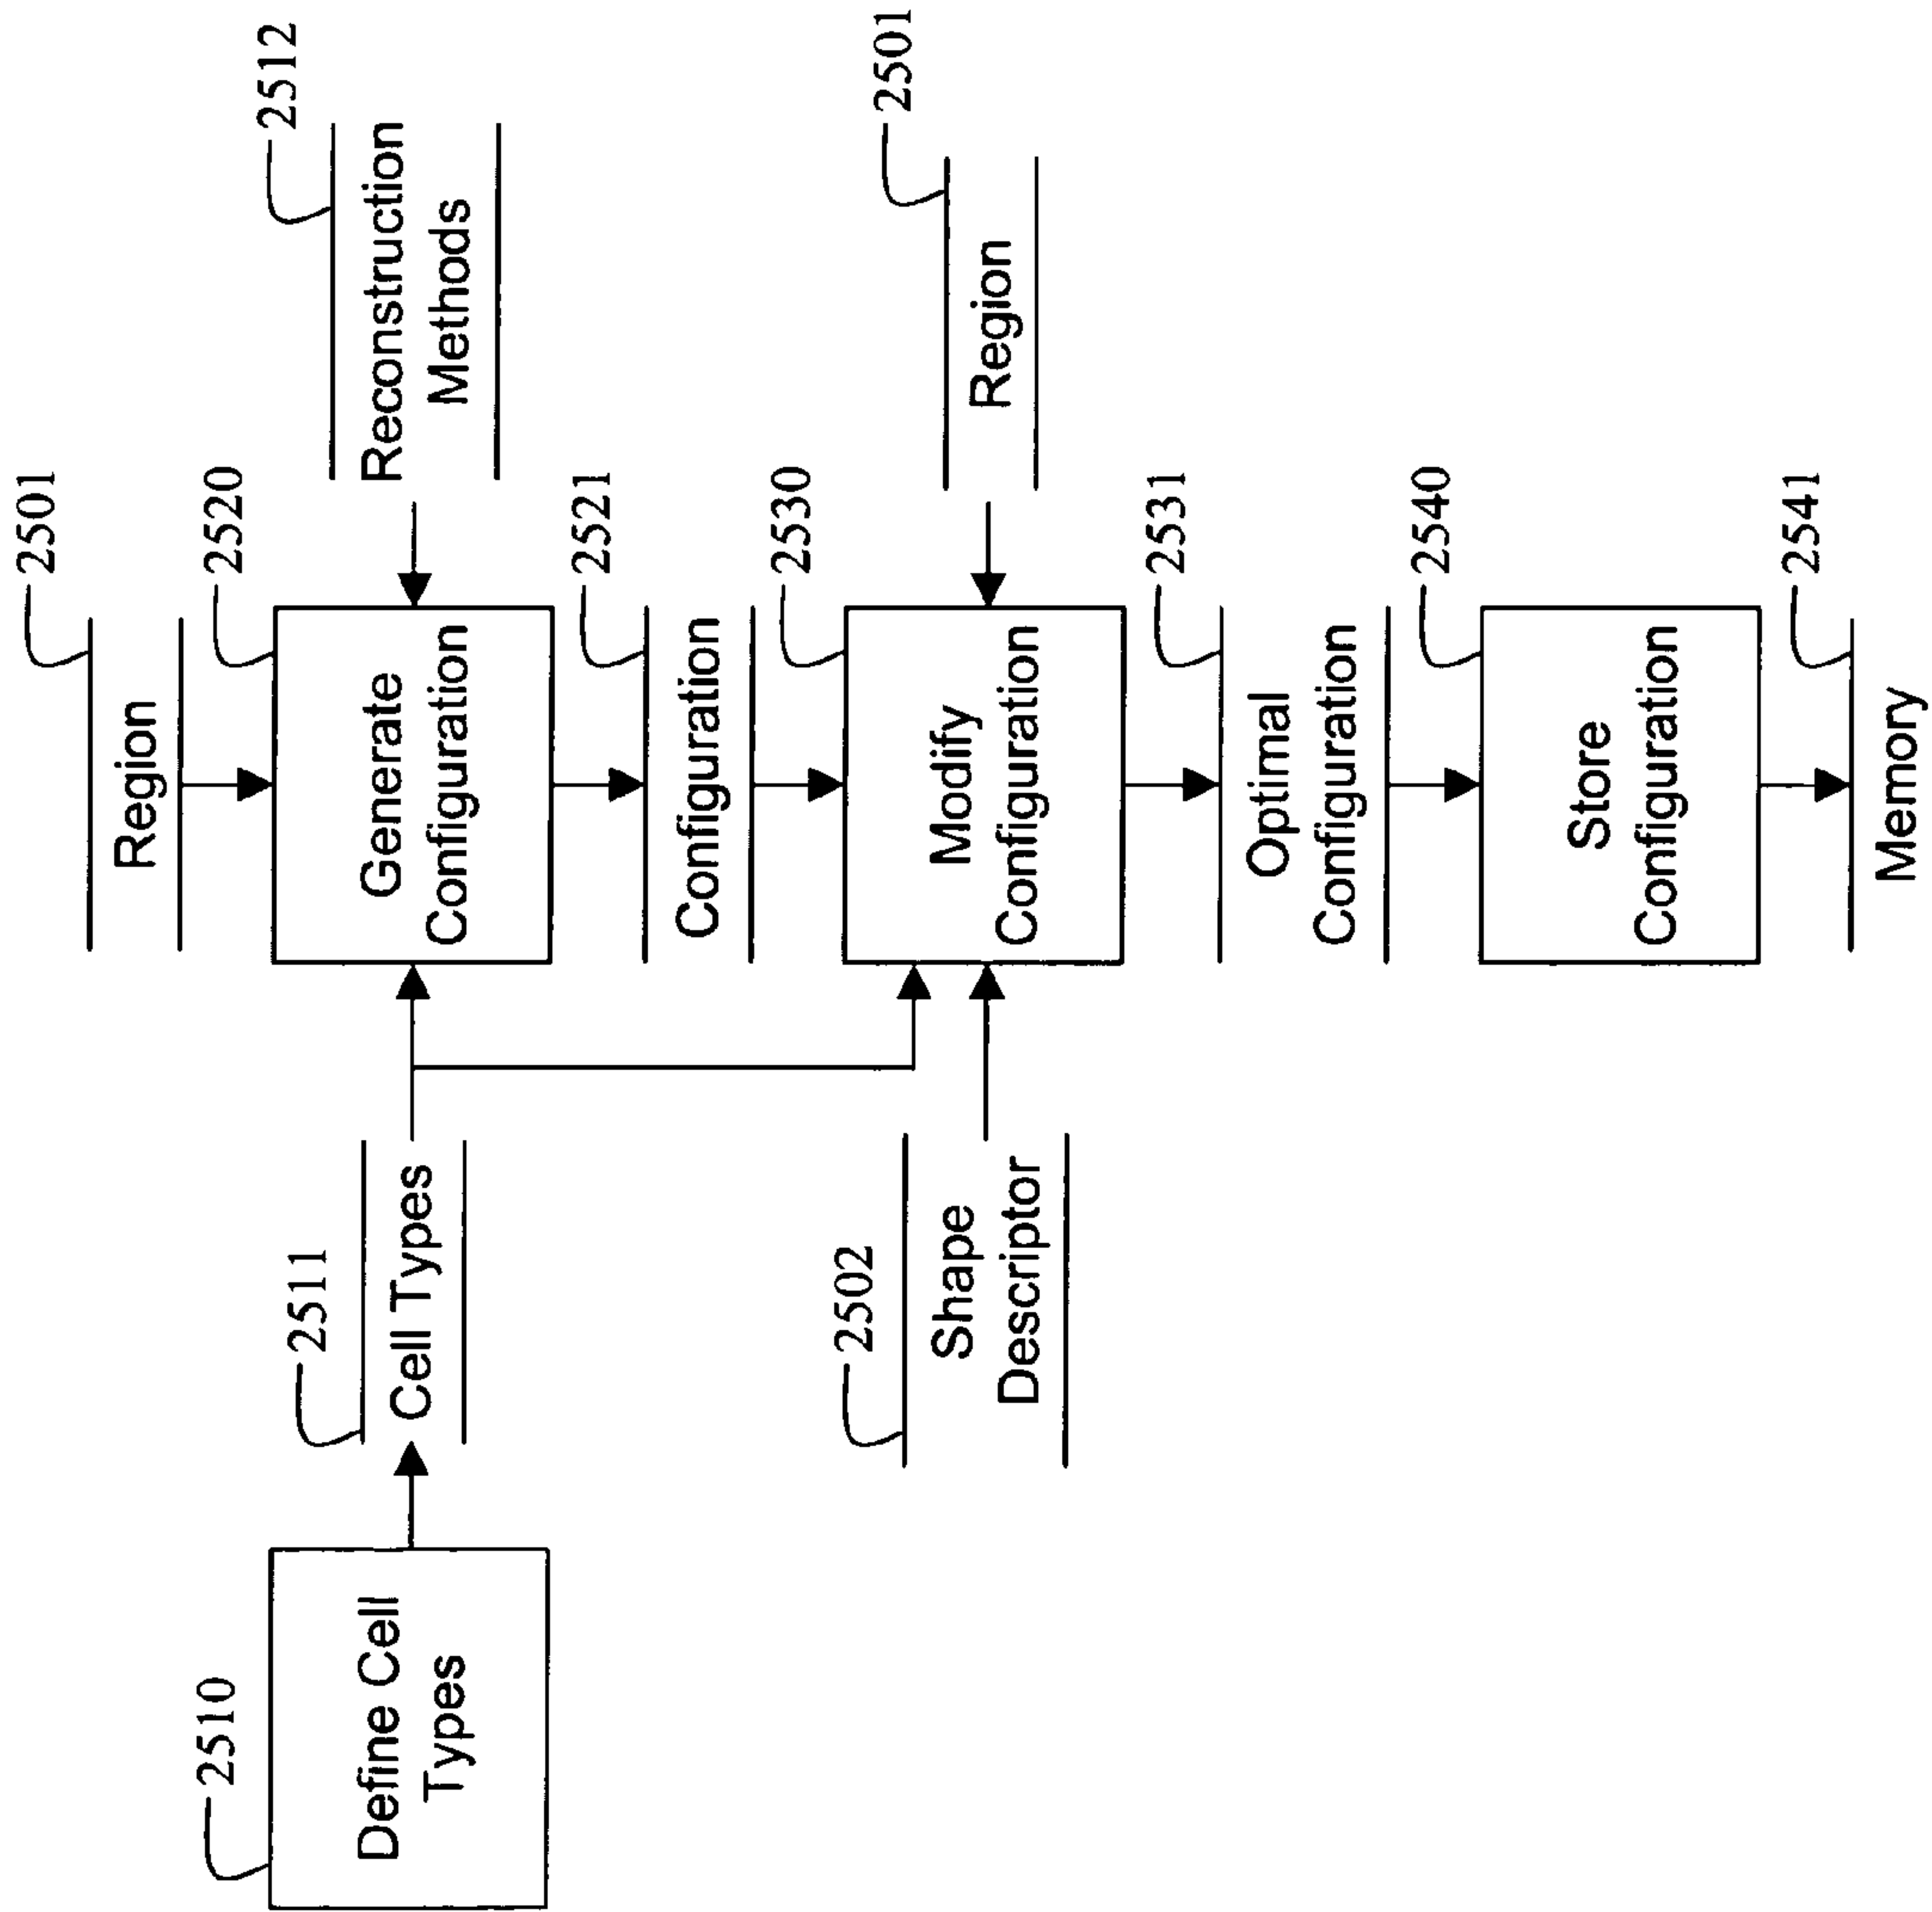 2501
Region
2510
Define Cell
Types
2511
Cell Types
2520
Generate
Configuration
2512
Reconstruction
Methods
2521
Configuration
2502
Shape
Descriptor
2530
Modify
Configuration
2501
Region
2531
Optimal
Configuration
2540
Store
Configuration
2541
Memory